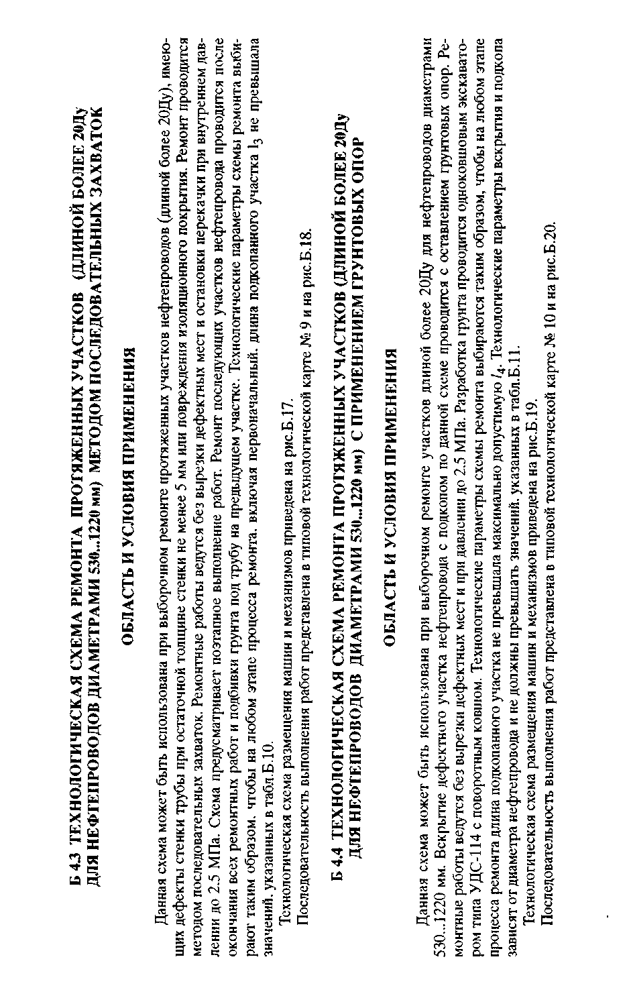 Б 4.3 ТЕХНОЛОГИЧЕСКАЯ СХЕМА РЕМОНТА ПРОТЯЖЕННЫХ УЧАСТКОВ (ДЛИНОЙ БОЛЕЕ 20Ду
ДЛЯ НЕФТЕПРОВОДОВ ДИАМЕТРАМИ 530...1220 мм) МЕТОДОМ ПОСЛЕДОВАТЕЛЬНЫХ ЗАХВАТОК
ОБЛАСТЬ И УСЛОВИЯ ПРИМЕНЕНИЯ
Данная схема может быть использована при выборочном ремонте протяженных участков нефтепроводов (длиной более 20Ду), имею-
щих дефекты стенки трубы при остаточной толщине стенки не менее 5 мм или повреждения изоляционного покрытия. Ремонт проводится
методом последовательных захваток. Ремонтные работы ведутся без вырезки дефектных мест и остановки перекачки при внутреннем дав-
лении до 2.5 МПа. Схема предусматривает поэтапное выполнение работ. Ремонт последующих участков нефтепровода проводится после
окончания всех ремонтных работ и подбивки грунта под трубу на предыдущем участке. Технологические параметры схемы ремонта выби-
рают таким образом, чтобы на любом этапе процесса ремонта, включая первоначальный, длина подкопанного участка l3 не превышала
значений, указанных в табл.Б.10.
Технологическая схема размещения машин и механизмов приведена на рис.Б.17.
Последовательность выполнения работ представлена в типовой технологической карте № 9 и на рис.Б.18.
Б 4.4 ТЕХНОЛОГИЧЕСКАЯ СХЕМА РЕМОНТА ПРОТЯЖЕННЫХ УЧАСТКОВ (ДЛИНОЙ БОЛЕЕ 20Ду
ДЛЯ НЕФТЕПРОВОДОВ ДИАМЕТРАМИ 530...1220 мм) С ПРИМЕНЕНИЕМ ГРУНТОВЫХ ОПОР
ОБЛАСТЬ И УСЛОВИЯ ПРИМЕНЕНИЯ
Данная схема может быть использована при выборочном ремонте участков длиной более 20Ду для нефтепроводов диаметрами
530...1220 мм. Вскрытие дефектного участка нефтепровода с подкопом по данной схеме проводится с оставлением грунтовых опор. Ре-
монтные работы ведутся без вырезки дефектных мест и при давлении до 2.5 МПа. Разработка грунта проводится одноковшовым экскавато-
ром типа УДС-114 с поворотным ковшом. Технологические параметры схемы ремонта выбираются таким образом, чтобы на любом этапе
процесса ремонта длина подкопанного участка не превышала максимально допустимую l4. Технологические параметры вскрытия и подкопа
зависят от диаметра нефтепровода и не должны превышать значений, указанных в табл.Б.11.
Технологическая схема размещения машин и механизмов приведена на рис.Б.19.
Последовательность выполнения работ представлена в типовой технологической карте № 10 и на рис.Б.20.